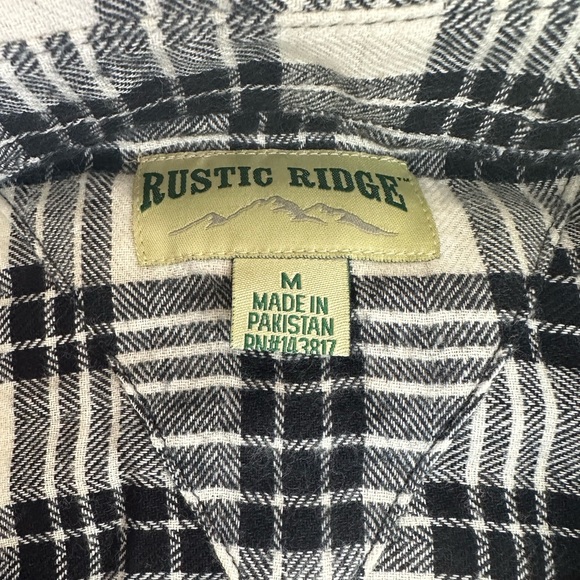 RUSTIC RIDGE™
M
MADE IN
PAKISTAN
RN#143817